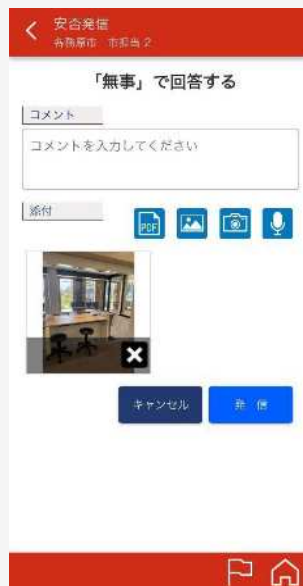 安否発信
各務原市 市担当2
「無事」で回答する
コメント
コメントを入力してください
添付
PDF
キャンセル
発信